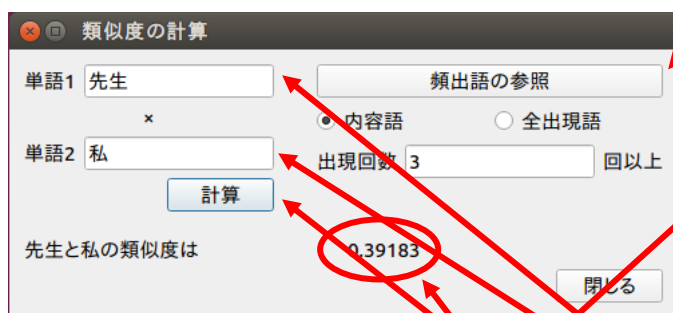 類似度の計算
単語1 先生 頻出語の参照
× 内容語 全出現語
単語2 私 出現回数 3 回以上
計算
先生と私の類似度は 0.39183
閉じる